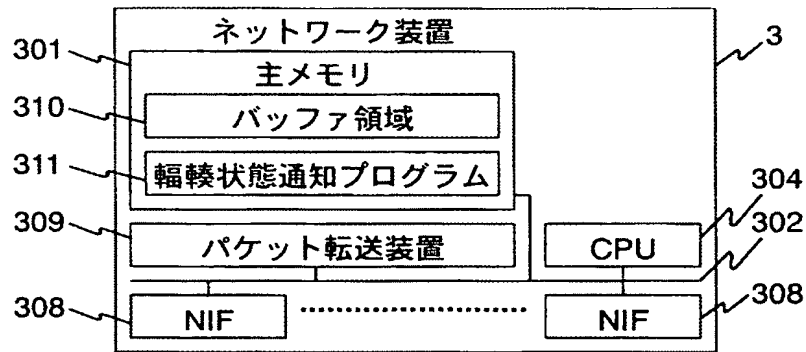 ネットワーク装置
3
301
主メモリ
310
バッファ領域
311
輻輳状態通知プログラム
304
309
パケット転送装置
CPU
302
308
NIF
NIF
308